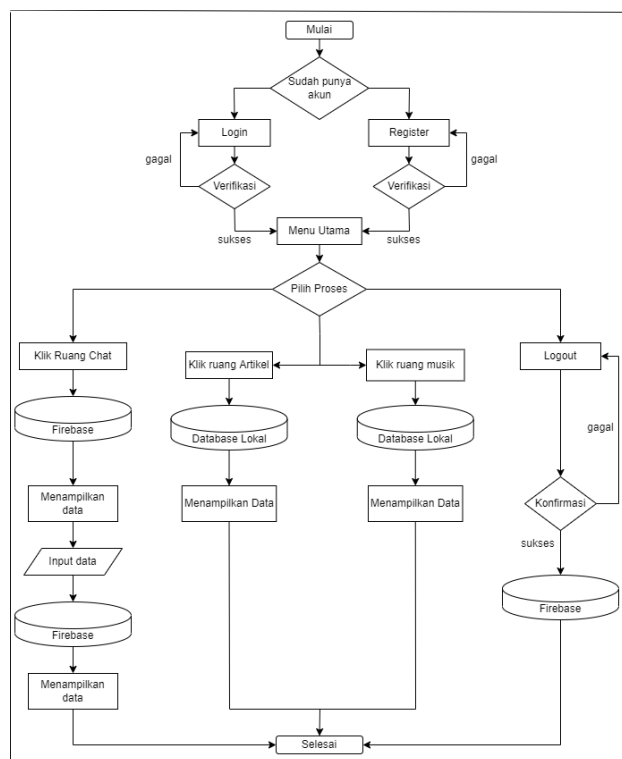 Mulai
Sudah punya
akun
Login
Register
gagal
gagal
Verifikasi
Verifikasi
sukses
Menu Utama
sukses
Pilih Proses
Klik Ruang Chat
Klik ruang Artikel
Klik ruang musik
Logout
Firebase
Database Lokal
Database Lokal
gagal
Menampilkan
data
Menampilkan Data
Menampilkan Data
Konfirmasi
sukses
Input data
Firebase
Firebase
Menampilkan
data
Selesai